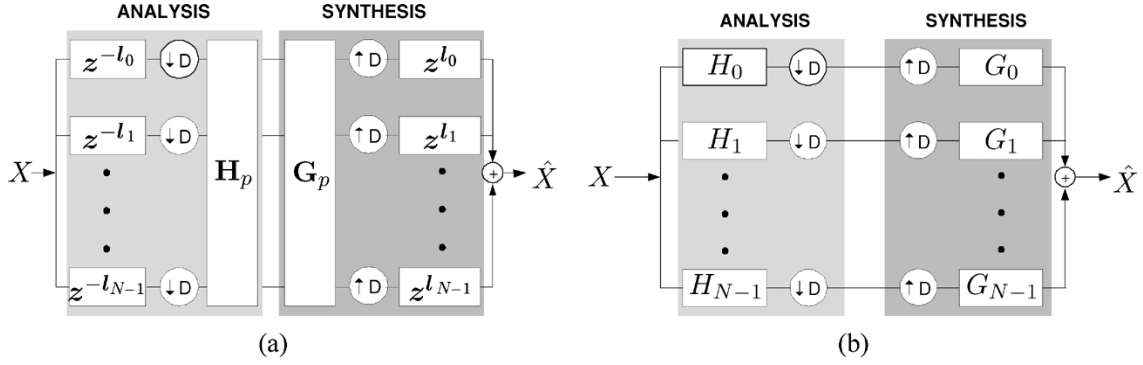 ANALYSIS SYNTHESIS ANALYSIS SYNTHESIS
z^{-l_0} ↓D ↑D z^{l_0} H_0 ↓D ↑D G_0
z^{-l_1} ↓D ↑D z^{l_1} H_1 ↓D ↑D G_1
X H_p G_p + X̂ X + X̂
z^{-l_{N-1}} ↓D ↑D z^{l_{N-1}} H_{N-1} ↓D ↑D G_{N-1}
(a) (b)